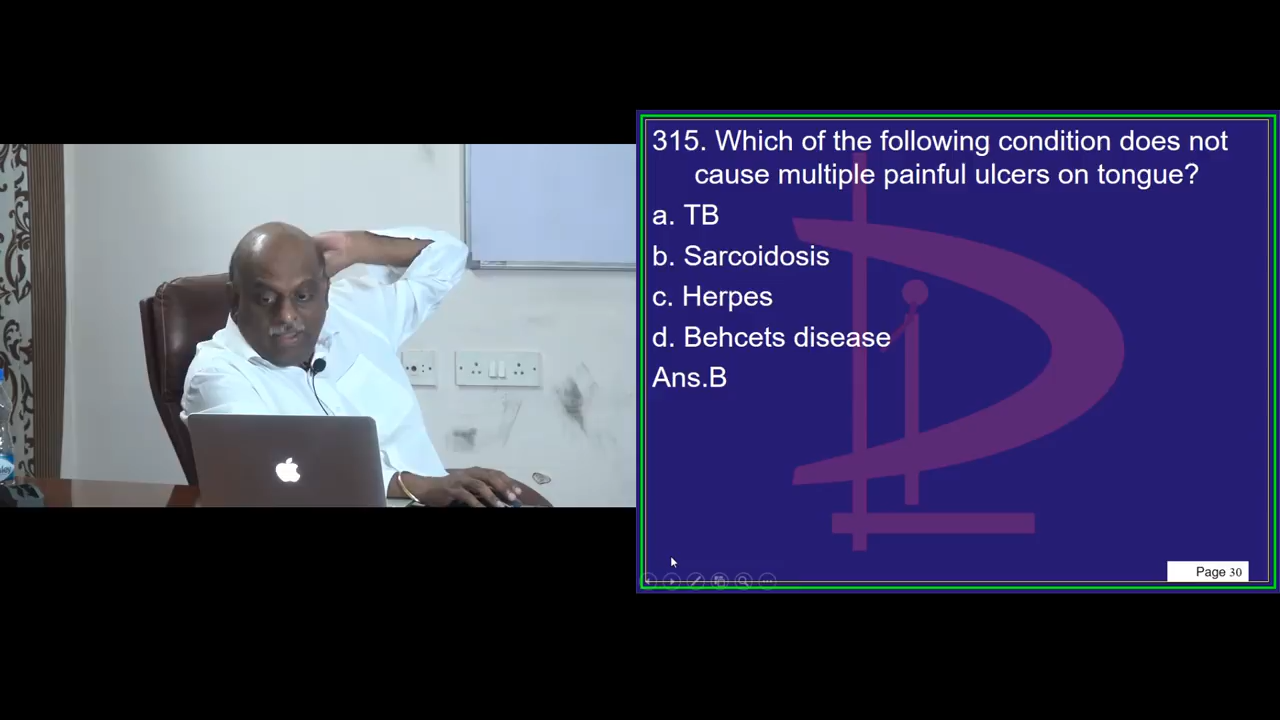 315. Which of the following condition does not
cause multiple painful ulcers on tongue?
a. TB
b. Sarcoidosis
c. Herpes
d. Behcets disease
Ans.B
Page 30